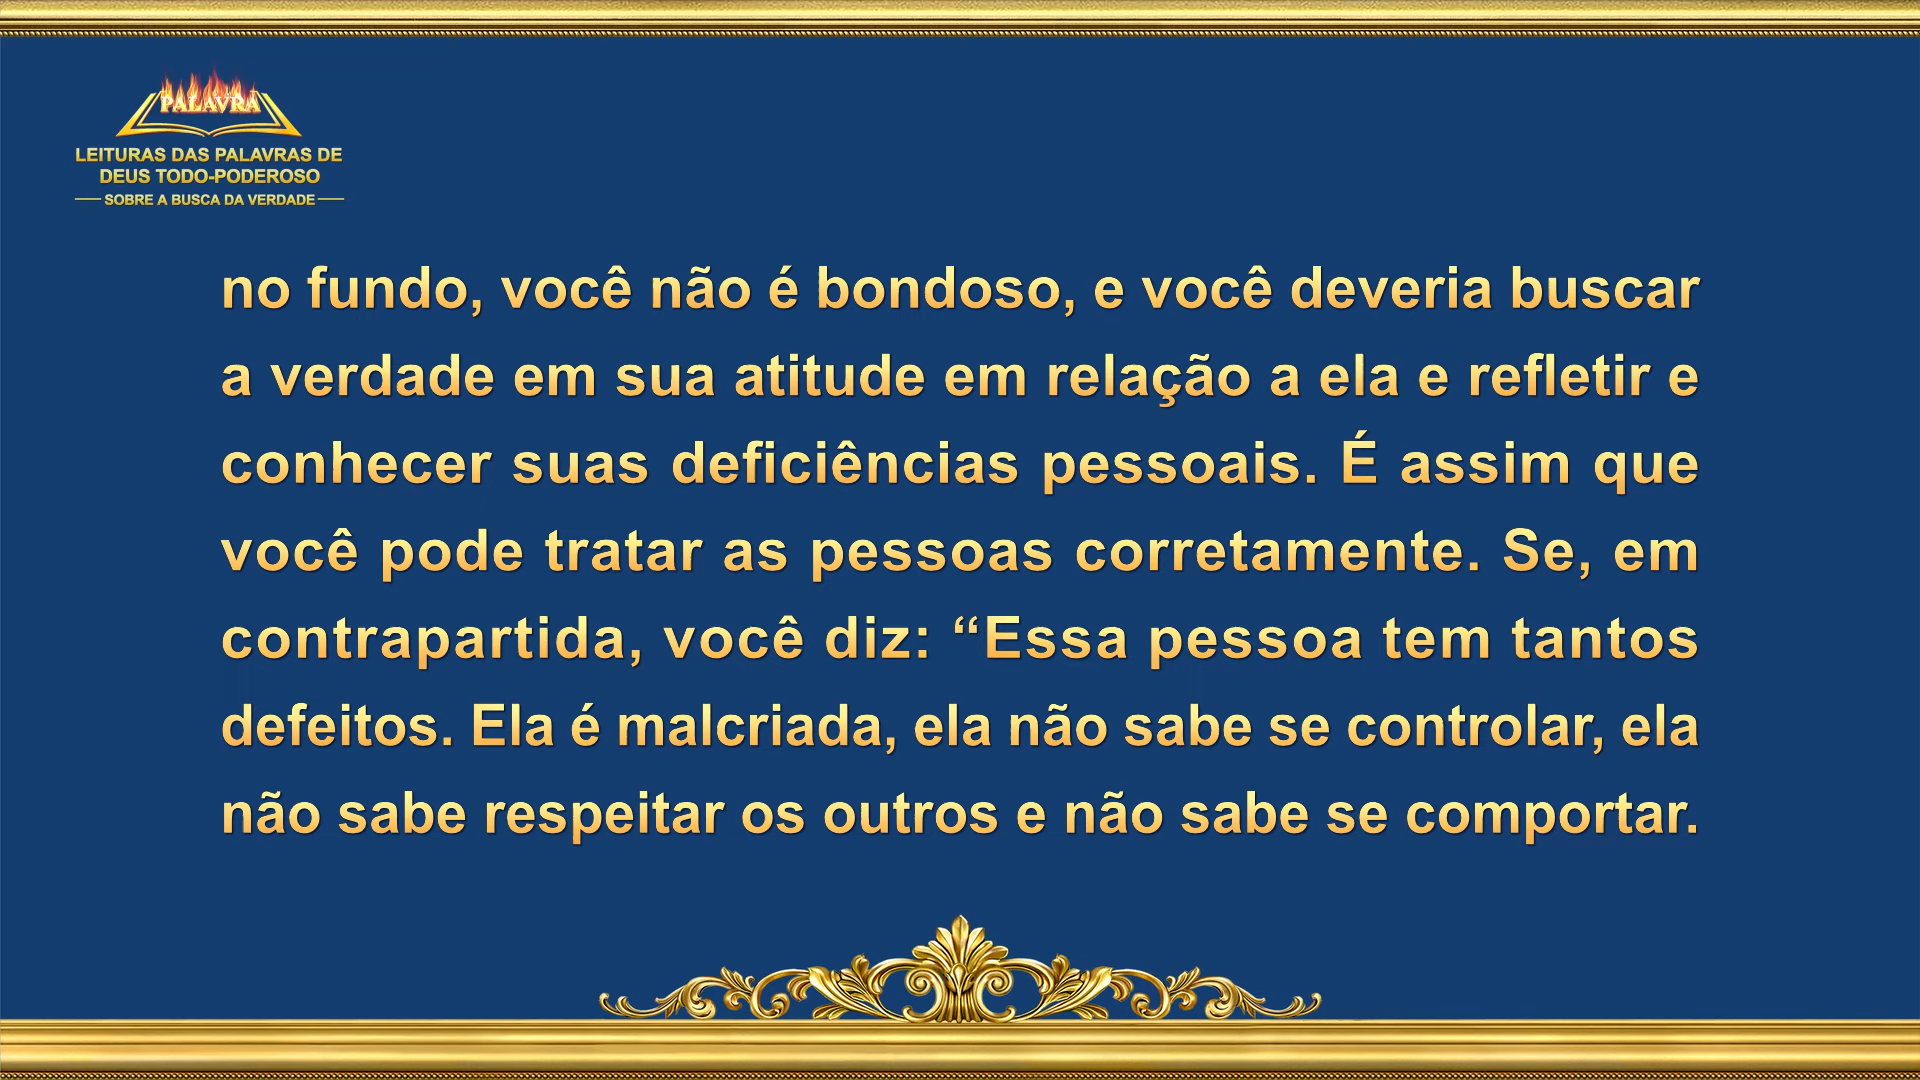 PALAVRA
LEITURAS DAS PALAVRAS DE
DEUS TODO-PODEROSO
SOBRE A BUSCA DA VERDADE
no fundo, você não é bondoso, e você deveria buscar
a verdade em sua atitude em relação a ela e refletir e
conhecer suas deficiências pessoais. É assim que
você pode tratar as pessoas corretamente. Se, em
contrapartida, você diz: “Essa pessoa tem tantos
defeitos. Ela é malcriada, ela não sabe se controlar, ela
não sabe respeitar os outros e não sabe se comportar.